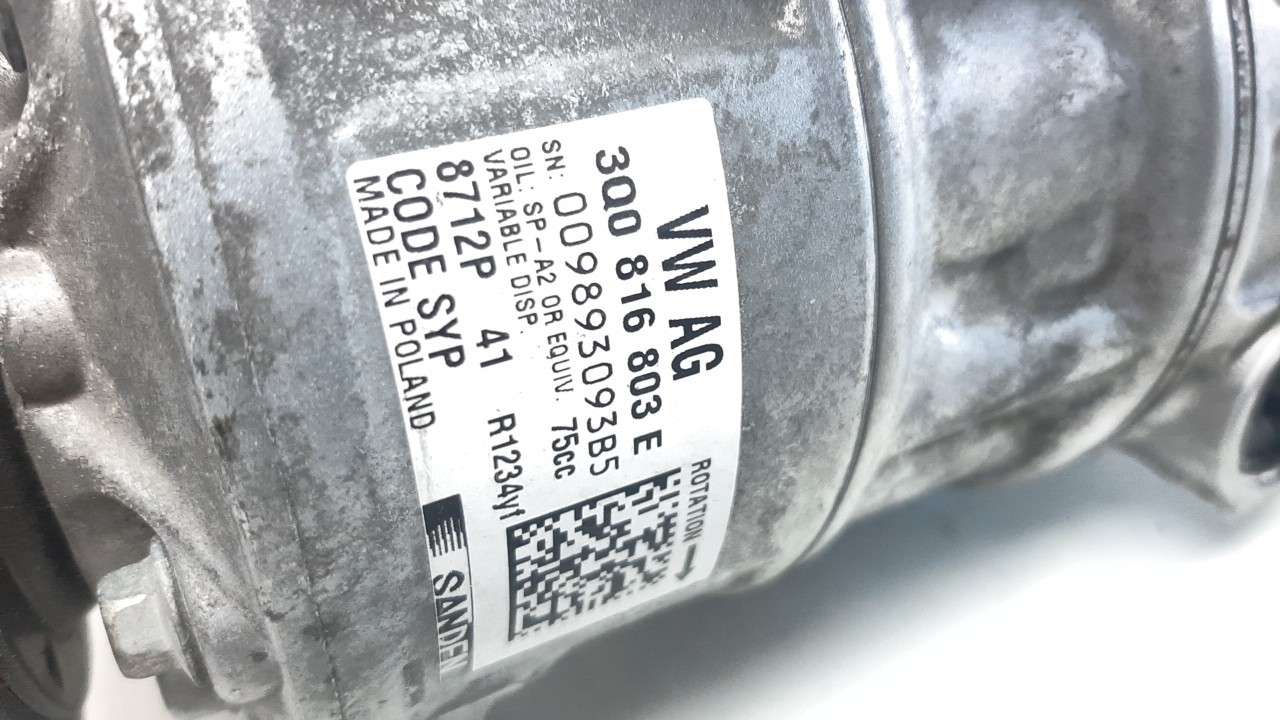 VW AG
3Q0 816 803 E
ROTATION
SN: 009893093B5
OIL: SP-A2 OR EQUIV. 75cc
VARIABLE DISP.
8712P 41 R1234yf
CODE SYP
MADE IN POLAND
SANDEN